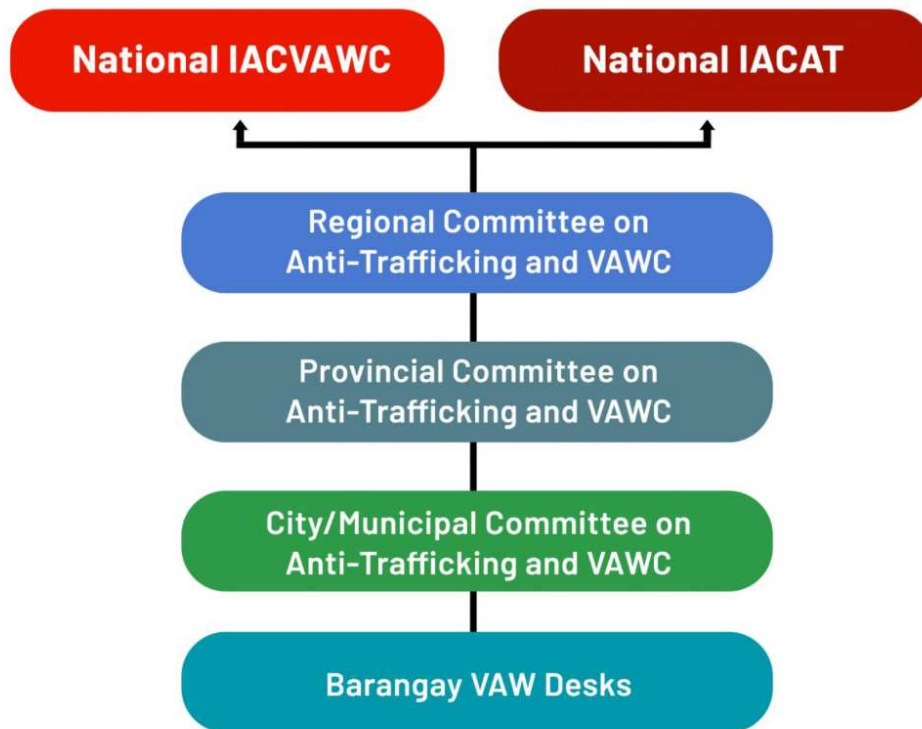 National IACVAWC
National IACAT
Regional Committee on
Anti-Trafficking and VAWC
Provincial Committee on
Anti-Trafficking and VAWC
City/Municipal Committee on
Anti-Trafficking and VAWC
Barangay VAW Desks